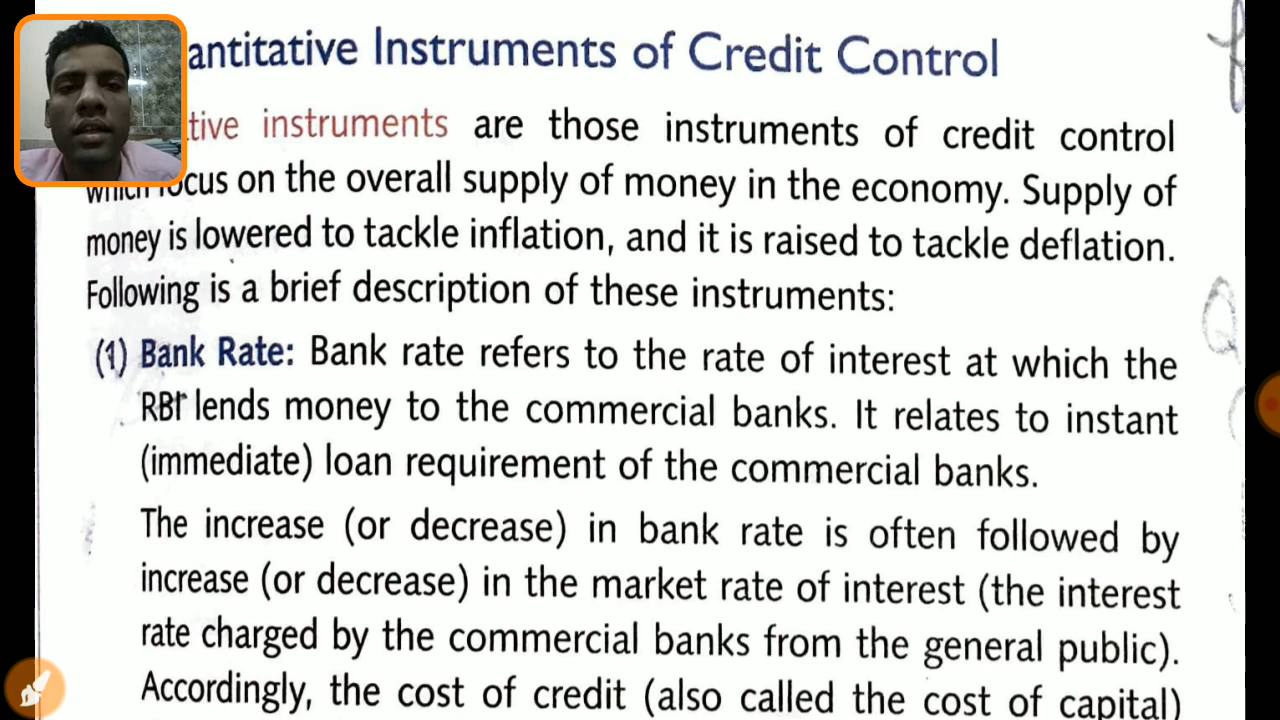 antitative Instruments of Credit Control
tive instruments are those instruments of credit control
which focus on the overall supply of money in the economy. Supply of
money is lowered to tackle inflation, and it is raised to tackle deflation.
Following is a brief description of these instruments:
(1) Bank Rate: Bank rate refers to the rate of interest at which the
RBI lends money to the commercial banks. It relates to instant
(immediate) loan requirement of the commercial banks.
The increase (or decrease) in bank rate is often followed by
increase (or decrease) in the market rate of interest (the interest
rate charged by the commercial banks from the general public).
Accordingly, the cost of credit (also called the cost of capital)